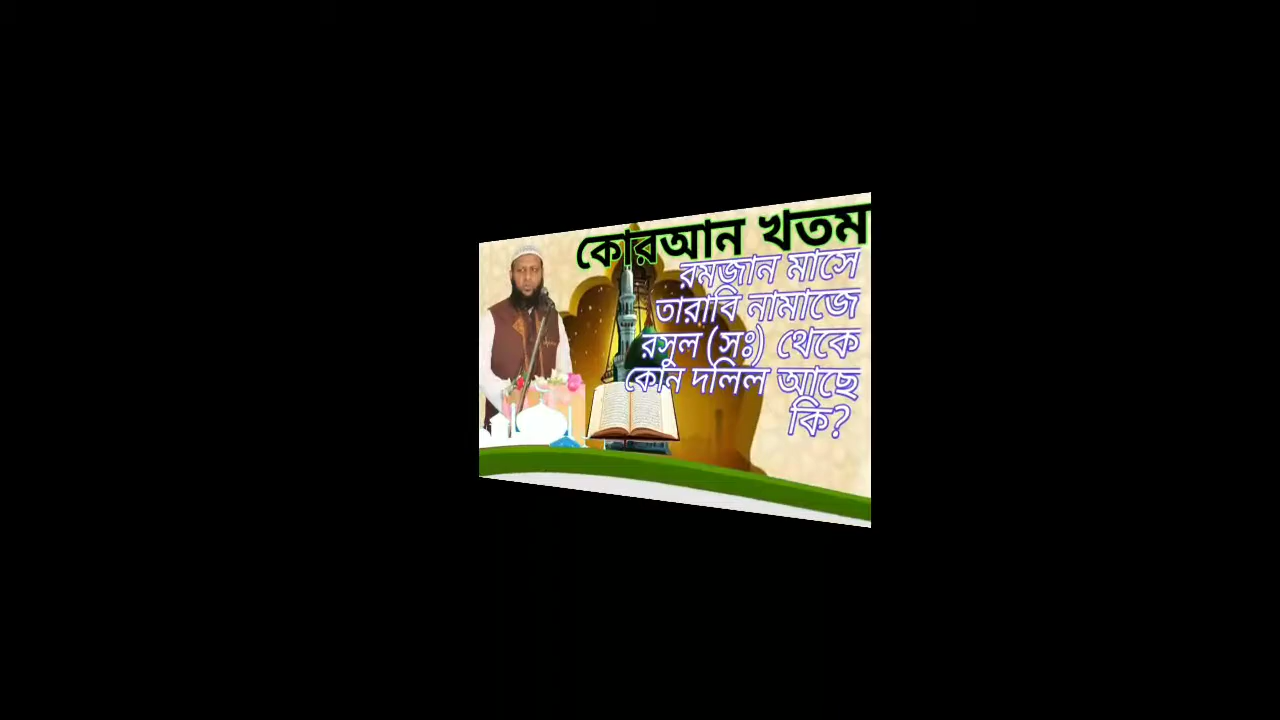 কোরআন খতম
রমজান মাসে
তারাবি নামাজে
রসুল (সঃ) থেকে
কোন দলিল আছে
কি?